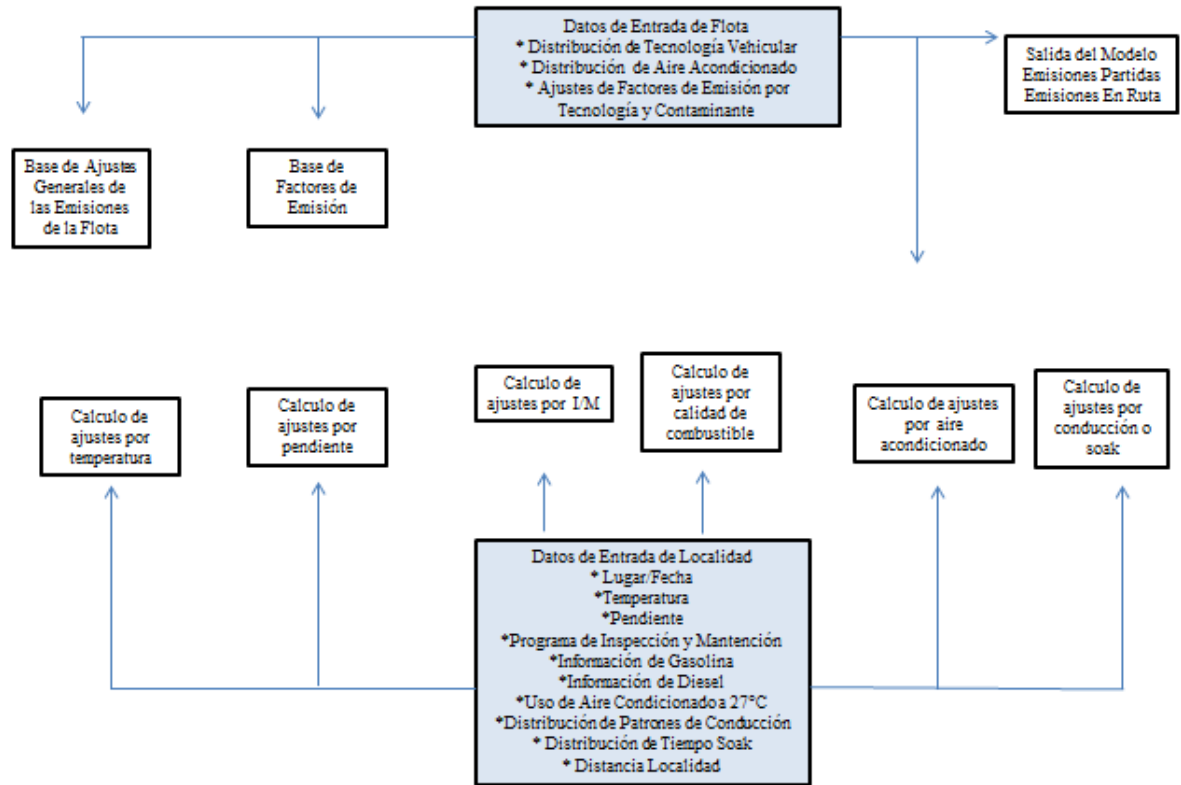 Datos de Entrada de Flota
* Distribución de Tecnología Vehicular
* Distribución de Aire Acondicionado
* Ajustes de Factores de Emisión por
Tecnología y Contaminante
Salida del Modelo
Emisiones Partidas
Emisiones En Ruta
Base de Ajustes
Generales de
las Emisiones
de la Flota
Base de
Factores de
Emisión
Calculo de
ajustes por
temperatura
Calculo de
ajustes por
pendiente
Calculo de
ajustes por I/M
Calculo de
ajustes por
calidad de
combustible
Calculo de ajustes
por aire
acondicionado
Calculo de
ajustes por
conducción o
soak
Datos de Entrada de Localidad
* Lugar/Fecha
*Temperatura
*Pendiente
*Programa de Inspección y Mantención
*Información de Gasolina
*Información de Diesel
*Uso de Aire Condicionado a 27°C
*Distribución de Patrones de Conducción
* Distribución de Tiempo Soak
* Distancia Localidad